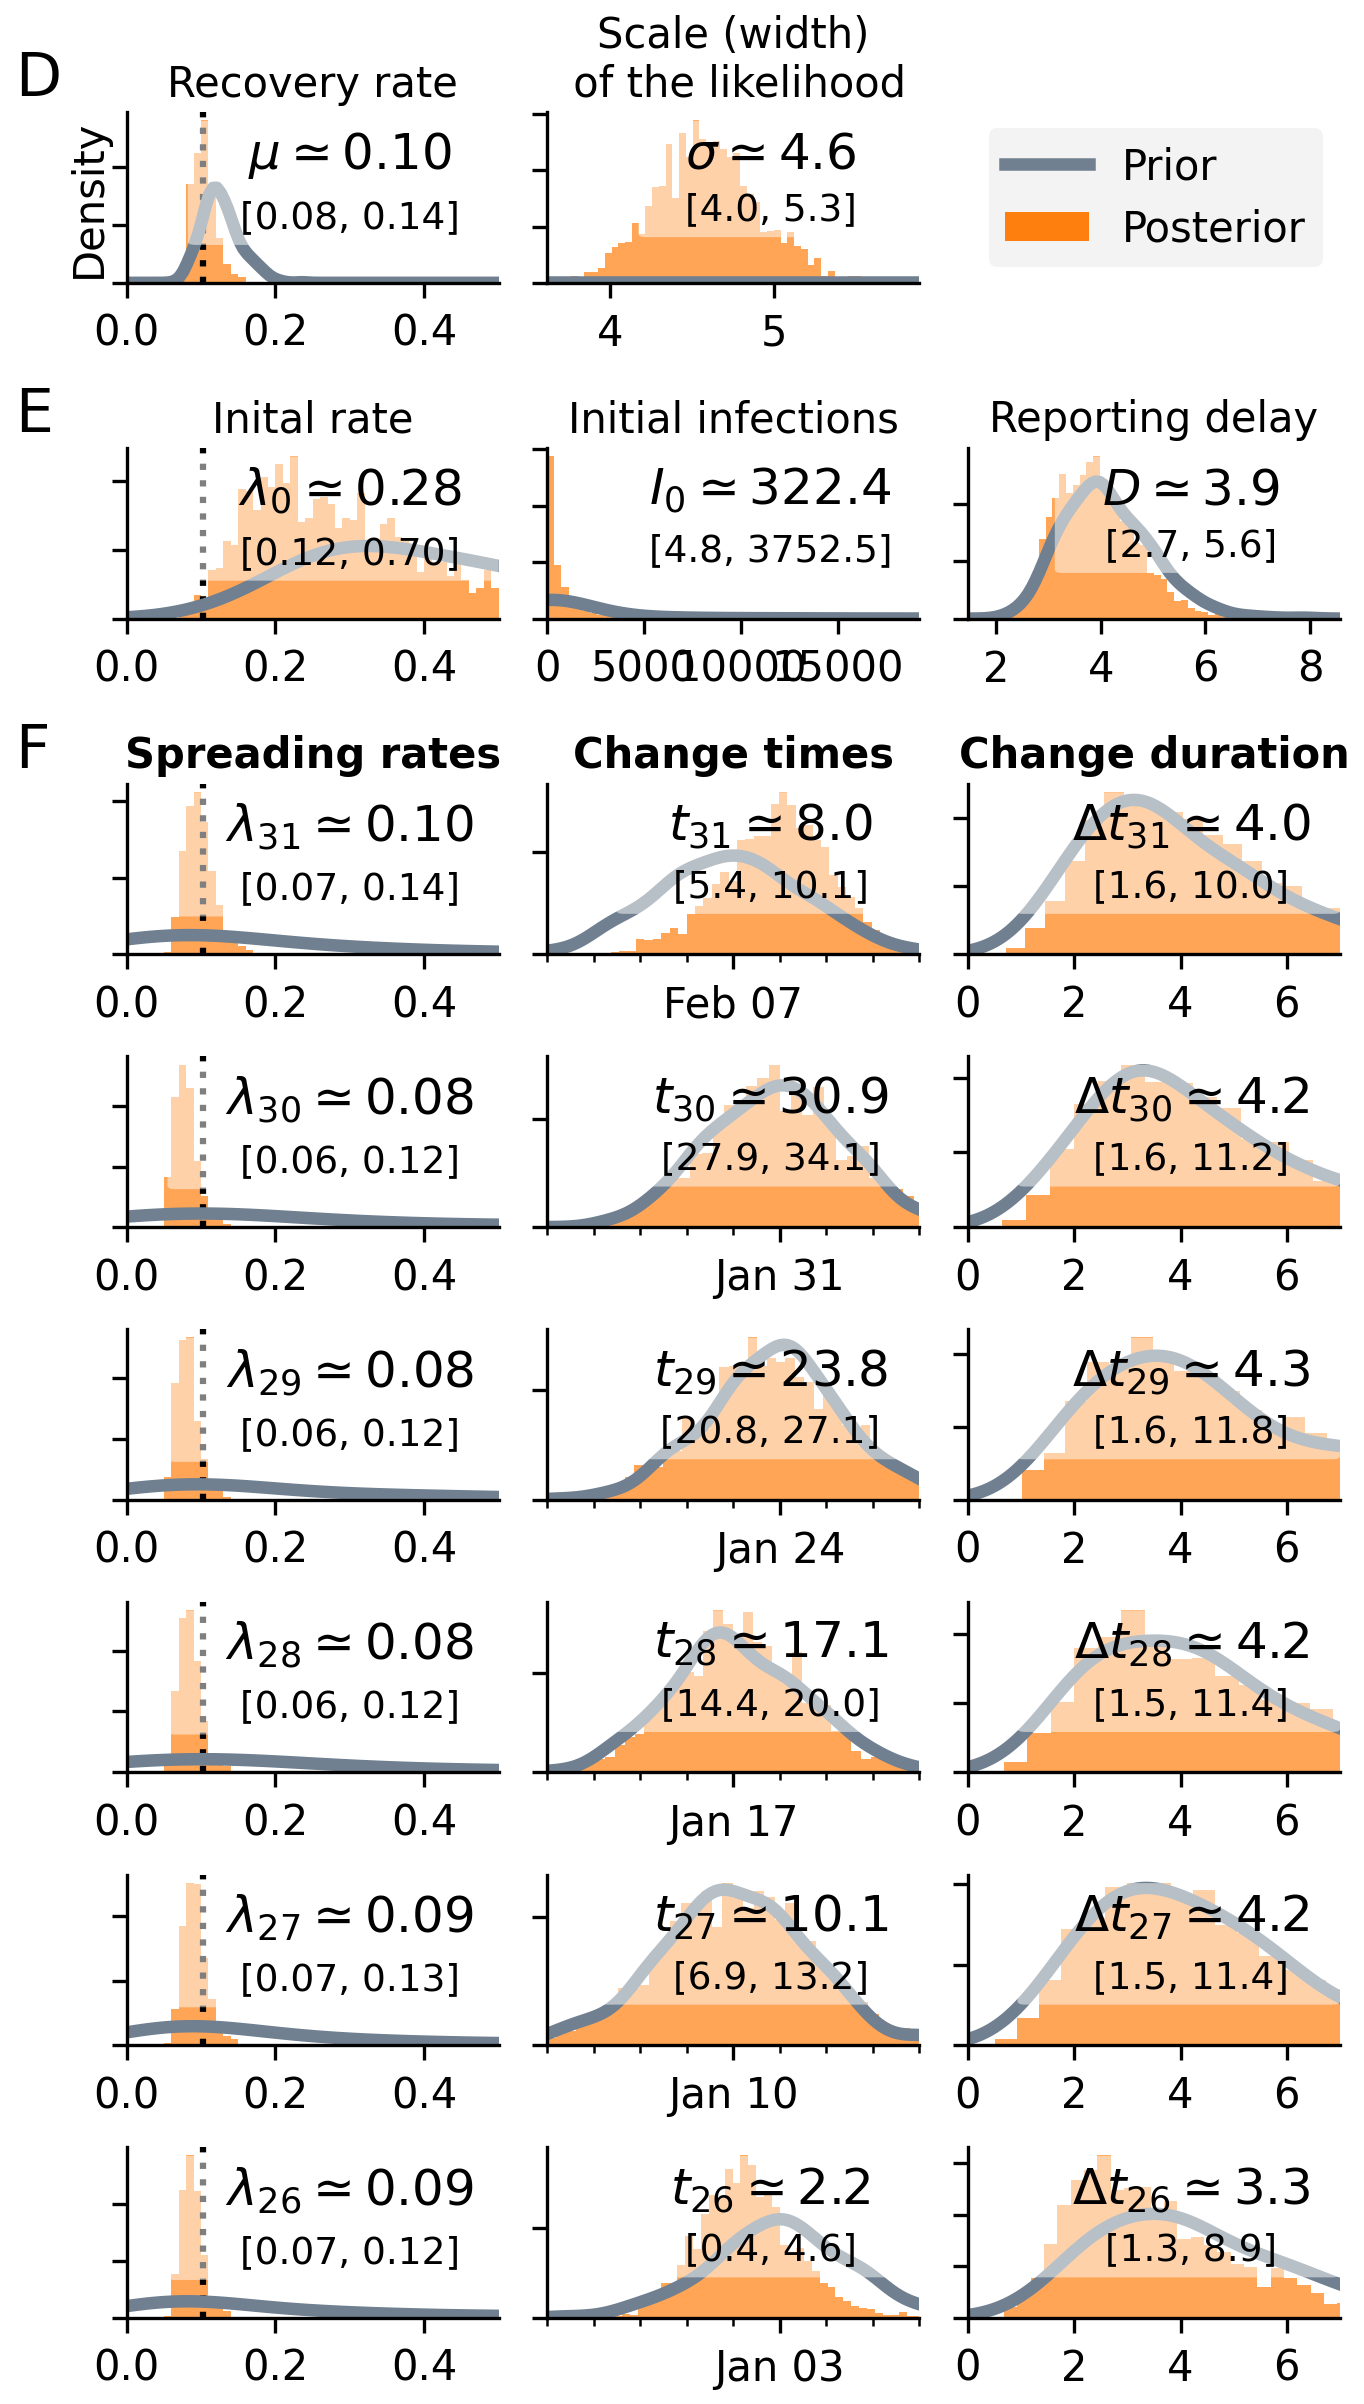 D
Recovery rate
Scale (width)
of the likelihood
Density
μ ≃ 0.10
[0.08, 0.14]
σ ≃ 4.6
[4.0, 5.3]
Prior
Posterior
0.0 0.2 0.4
4 5
E
Inital rate
Initial infections
Reporting delay
λ0 ≃ 0.28
[0.12, 0.70]
I0 ≃ 322.4
[4.8, 3752.5]
D ≃ 3.9
[2.7, 5.6]
0.0 0.2 0.4
0 5000 10000 15000
2 4 6 8
F
Spreading rates
Change times
Change duration
λ31 ≃ 0.10
[0.07, 0.14]
t31 ≃ 8.0
[5.4, 10.1]
Δt31 ≃ 4.0
[1.6, 10.0]
0.0 0.2 0.4
Feb 07
0 2 4 6
λ30 ≃ 0.08
[0.06, 0.12]
t30 ≃ 30.9
[27.9, 34.1]
Δt30 ≃ 4.2
[1.6, 11.2]
0.0 0.2 0.4
Jan 31
0 2 4 6
λ29 ≃ 0.08
[0.06, 0.12]
t29 ≃ 23.8
[20.8, 27.1]
Δt29 ≃ 4.3
[1.6, 11.8]
0.0 0.2 0.4
Jan 24
0 2 4 6
λ28 ≃ 0.08
[0.06, 0.12]
t28 ≃ 17.1
[14.4, 20.0]
Δt28 ≃ 4.2
[1.5, 11.4]
0.0 0.2 0.4
Jan 17
0 2 4 6
λ27 ≃ 0.09
[0.07, 0.13]
t27 ≃ 10.1
[6.9, 13.2]
Δt27 ≃ 4.2
[1.5, 11.4]
0.0 0.2 0.4
Jan 10
0 2 4 6
λ26 ≃ 0.09
[0.07, 0.12]
t26 ≃ 2.2
[0.4, 4.6]
Δt26 ≃ 3.3
[1.3, 8.9]
0.0 0.2 0.4
Jan 03
0 2 4 6